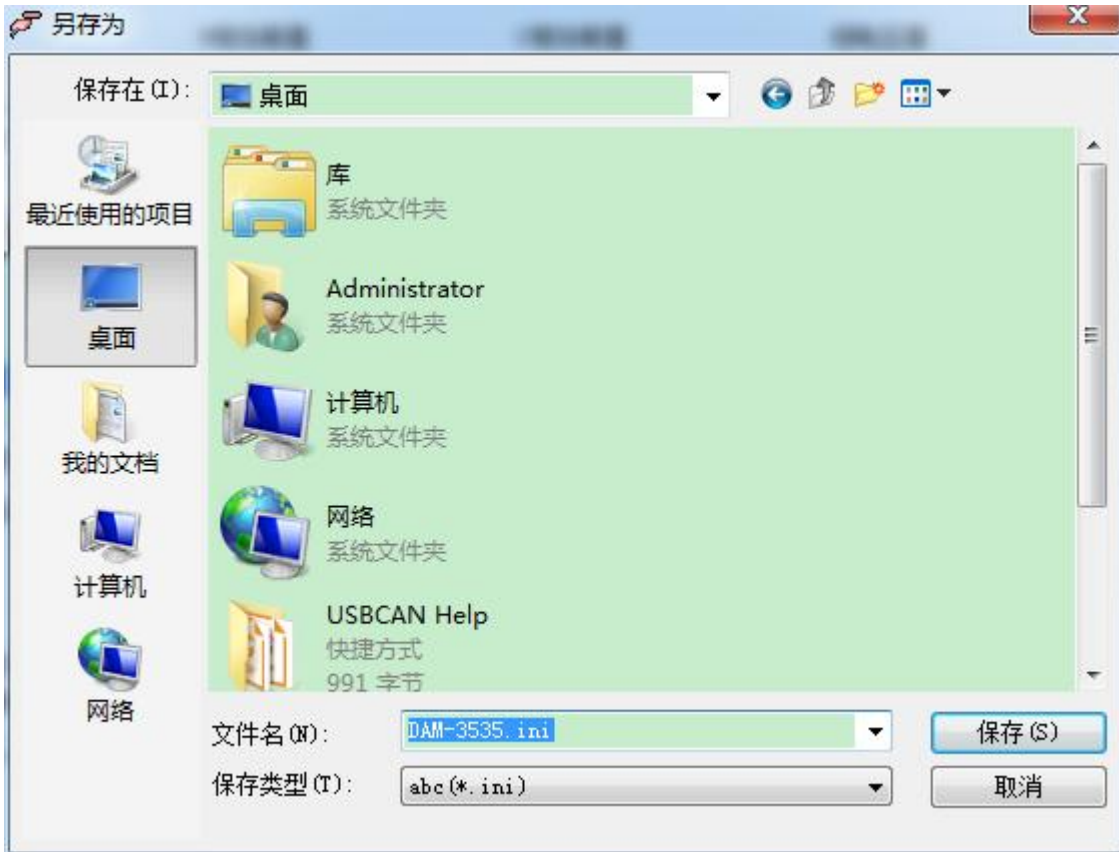 另存为
保存在(I):
桌面
最近使用的项目
桌面
我的文档
计算机
网络
库
系统文件夹
Administrator
系统文件夹
计算机
系统文件夹
网络
系统文件夹
USBCAN Help
快捷方式
991 字节
文件名(N):
DAM-3535.ini
保存(S)
保存类型(T):
abc(*.ini)
取消